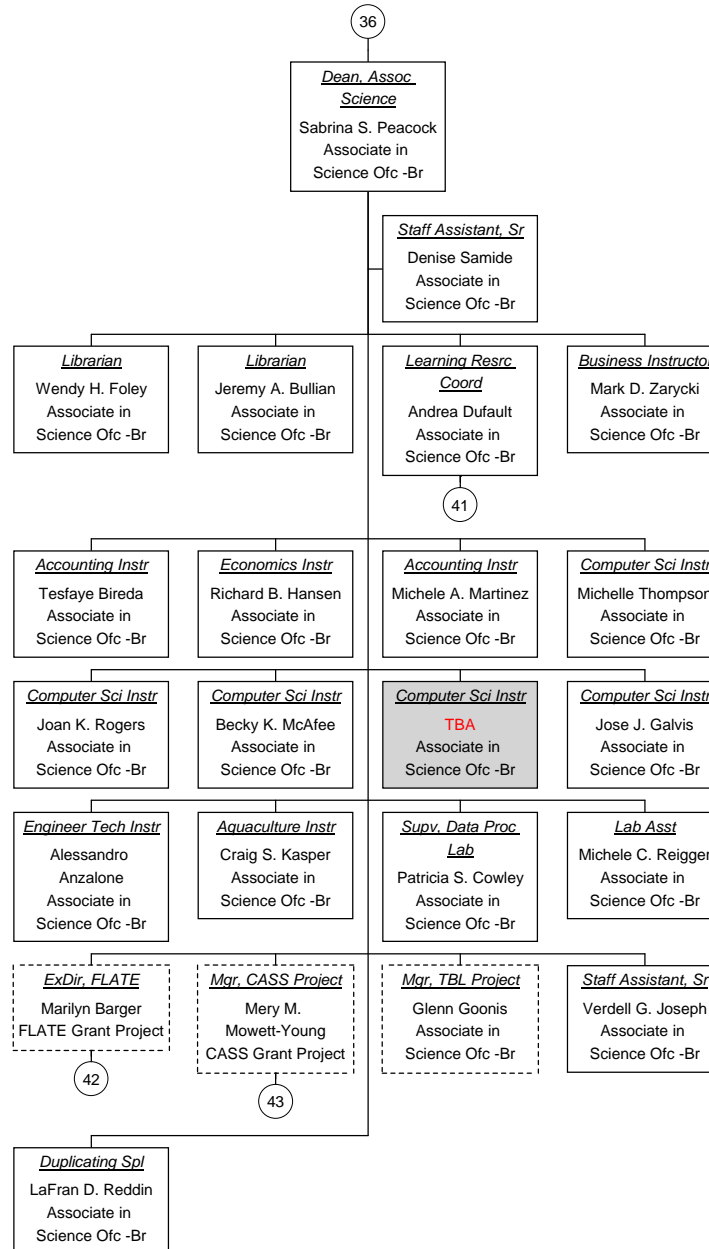 36
Dean, Assoc
Science
Sabrina S. Peacock
Associate in
Science Ofc -Br
Staff Assistant, Sr
Denise Samide
Associate in
Science Ofc -Br
Librarian
Wendy H. Foley
Associate in
Science Ofc -Br
Librarian
Jeremy A. Bullian
Associate in
Science Ofc -Br
Learning Resrc
Coord
Andrea Dufault
Associate in
Science Ofc -Br
41
Business Instructor
Mark D. Zarycki
Associate in
Science Ofc -Br
Accounting Instr
Tesfaye Bireda
Associate in
Science Ofc -Br
Economics Instr
Richard B. Hansen
Associate in
Science Ofc -Br
Accounting Instr
Michele A. Martinez
Associate in
Science Ofc -Br
Computer Sci Instr
Michelle Thompson
Associate in
Science Ofc -Br
Computer Sci Instr
Joan K. Rogers
Associate in
Science Ofc -Br
Computer Sci Instr
Becky K. McAfee
Associate in
Science Ofc -Br
Computer Sci Instr
TBA
Associate in
Science Ofc -Br
Computer Sci Instr
Jose J. Galvis
Associate in
Science Ofc -Br
Engineer Tech Instr
Alessandro
Anzalone
Associate in
Science Ofc -Br
Aquaculture Instr
Craig S. Kasper
Associate in
Science Ofc -Br
Supv, Data Proc
Lab
Patricia S. Cowley
Associate in
Science Ofc -Br
Lab Asst
Michele C. Reigger
Associate in
Science Ofc -Br
ExDir, FLATE
Marilyn Barger
FLATE Grant Project
42
Mgr, CASS Project
Mery M.
Mowett-Young
CASS Grant Project
43
Mgr, TBL Project
Glenn Goonis
Associate in
Science Ofc -Br
Staff Assistant, Sr
Verdell G. Joseph
Associate in
Science Ofc -Br
Duplicating Spl
LaFran D. Reddin
Associate in
Science Ofc -Br